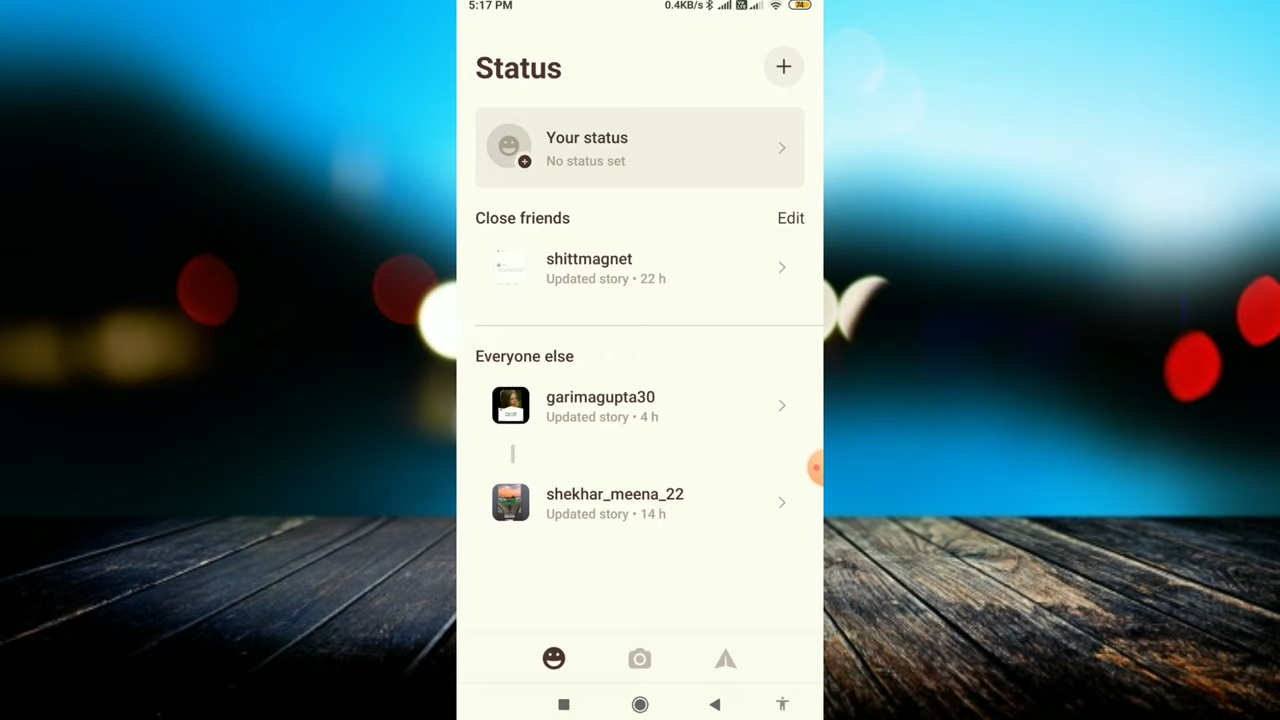 5:17 PM 0.4KB/s 74
Status
Your status
No status set
Close friends Edit
shittmagnet
Updated story • 22 h
Everyone else
garimagupta30
Updated story • 4 h
shekhar_meena_22
Updated story • 14 h